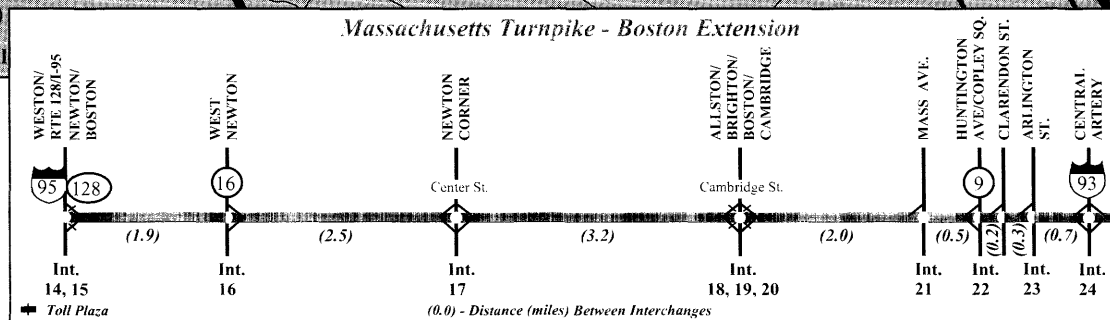 Massachusetts Turnpike - Boston Extension
WESTON/
RTE 128/I-95
NEWTON/
BOSTON
WEST
NEWTON
NEWTON
CORNER
ALLSTON/
BRIGHTON/
BOSTON/
CAMBRIDGE
MASS AVE.
HUNTINGTON
AVE/COPLEY SQ.
CLARENDON ST.
ARLINGTON
ST.
CENTRAL
ARTERY
95 128 16 Center St. Cambridge St. 9 93
(1.9) (2.5) (3.2) (2.0) (0.5) (0.2) (0.3) (0.7)
Int. Int. Int. Int. Int. Int. Int. Int.
14, 15 16 17 18, 19, 20 21 22 23 24
Toll Plaza (0.0) - Distance (miles) Between Interchanges